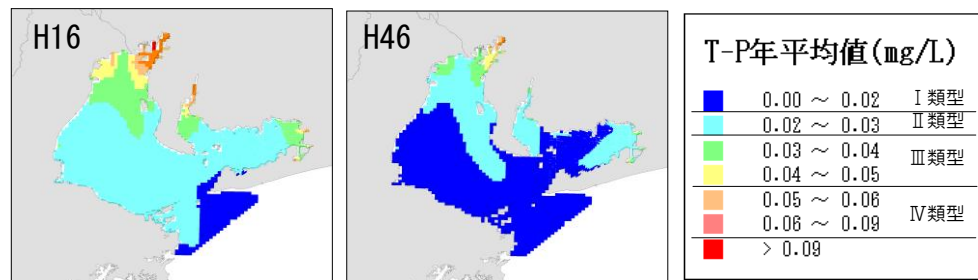 H16
H46
T-P年平均値(mg/L)
0.00 ～ 0.02 Ⅰ類型
0.02 ～ 0.03 Ⅱ類型
0.03 ～ 0.04
Ⅲ類型
0.04 ～ 0.05
0.05 ～ 0.06
Ⅳ類型
0.06 ～ 0.09
> 0.09